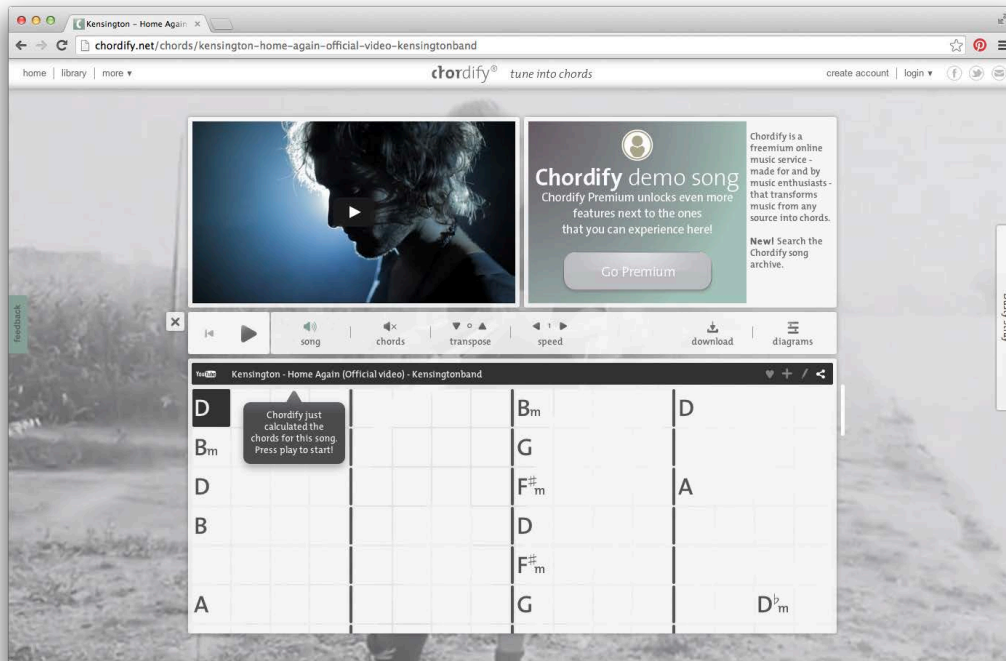 Kensington – Home Again
chordify.net/chords/kensington-home-again-official-video-kensingtonband
home | library | more
chordify® tune into chords
create account | login
Chordify demo song
Chordify Premium unlocks even more
features next to the ones
that you can experience here!
Go Premium
Chordify is a
freemium online
music service -
made for and by
music enthusiasts -
that transforms
music from any
source into chords.
New! Search the
Chordify song
archive.
feedback
song
chords
0
transpose
1
speed
download
diagrams
YouTube Kensington - Home Again (Official video) - Kensingtonband
Chordify just
calculated the
chords for this song.
Press play to start!
D Bm D
Bm G
D F♯m A
B D
F♯m
A G D♭m